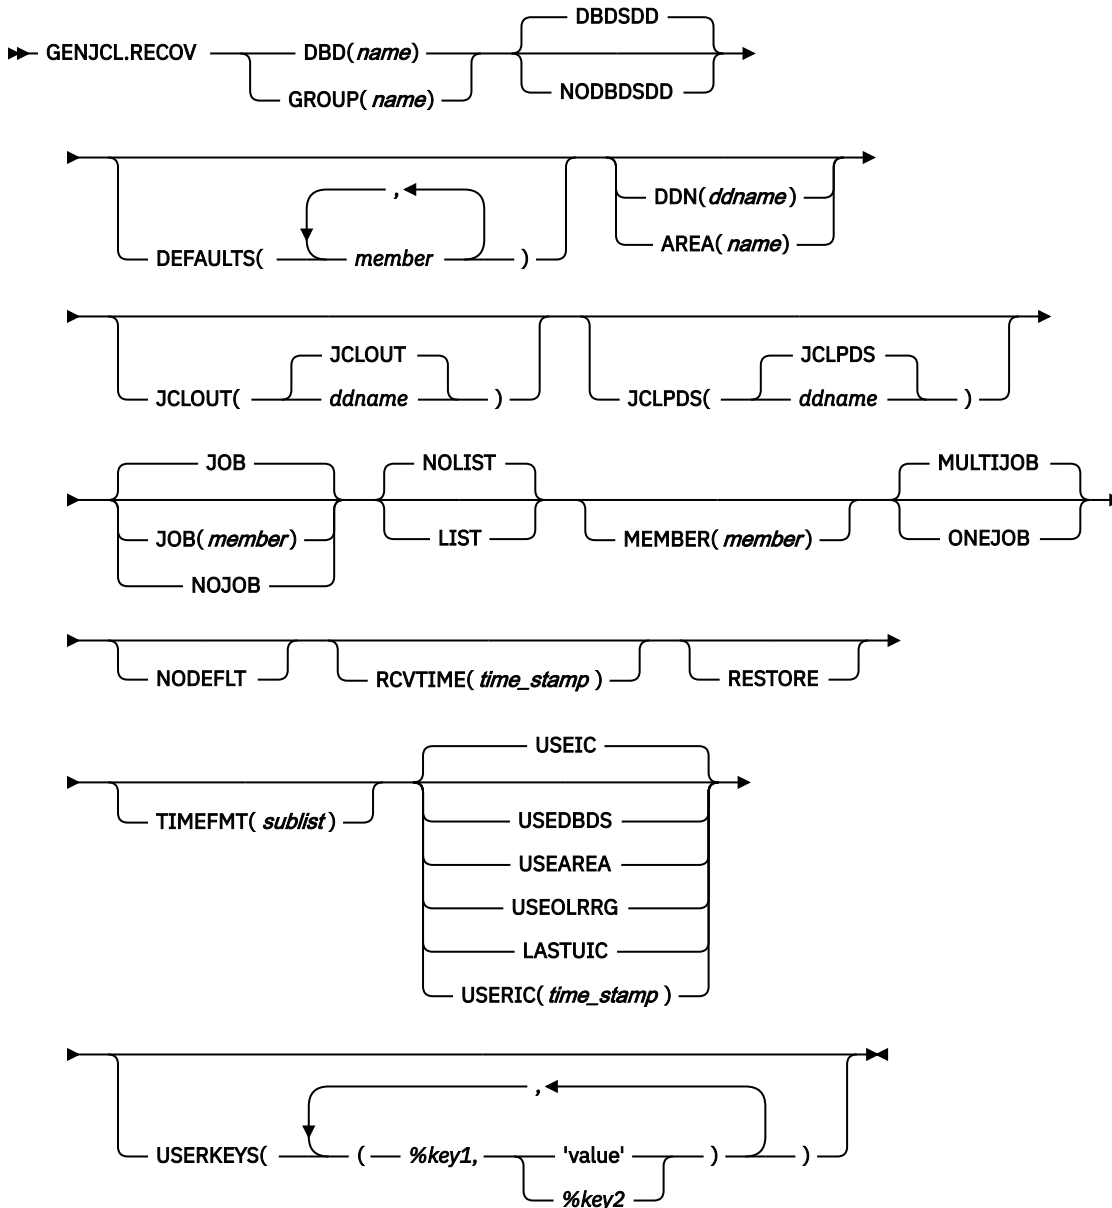 DBDSDD
GENJCL.RECOV DBD(name)
GROUP(name) NODBDSDD
,
DDN(ddname)
DEFAULTS( member ) AREA(name)
JCLOUT JCLPDS
JCLOUT( ddname ) JCLPDS( ddname )
JOB NOLIST MULTIJOB
JOB(member) LIST MEMBER(member) ONEJOB
NOJOB
NODEFLT RCVTIME(time_stamp) RESTORE
USEIC
TIMEFMT(sublist) USEDBDS
USEAREA
USEOLRRG
LASTUIC
USERIC(time_stamp)
,
USERKEYS( ( %key1, 'value' ) )
%key2